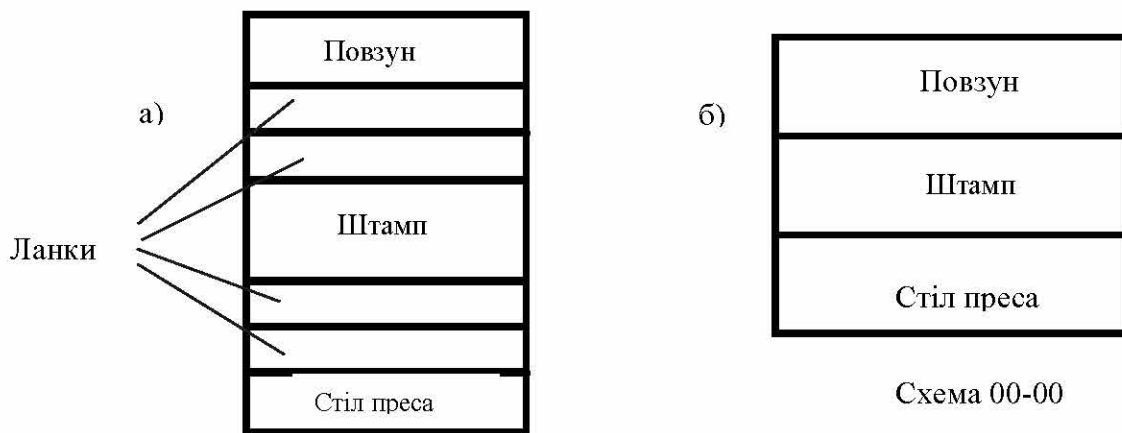 Повзун
а)
Штамп
Ланки
Стіл преса
б)
Повзун
Штамп
Стіл преса
Схема 00-00